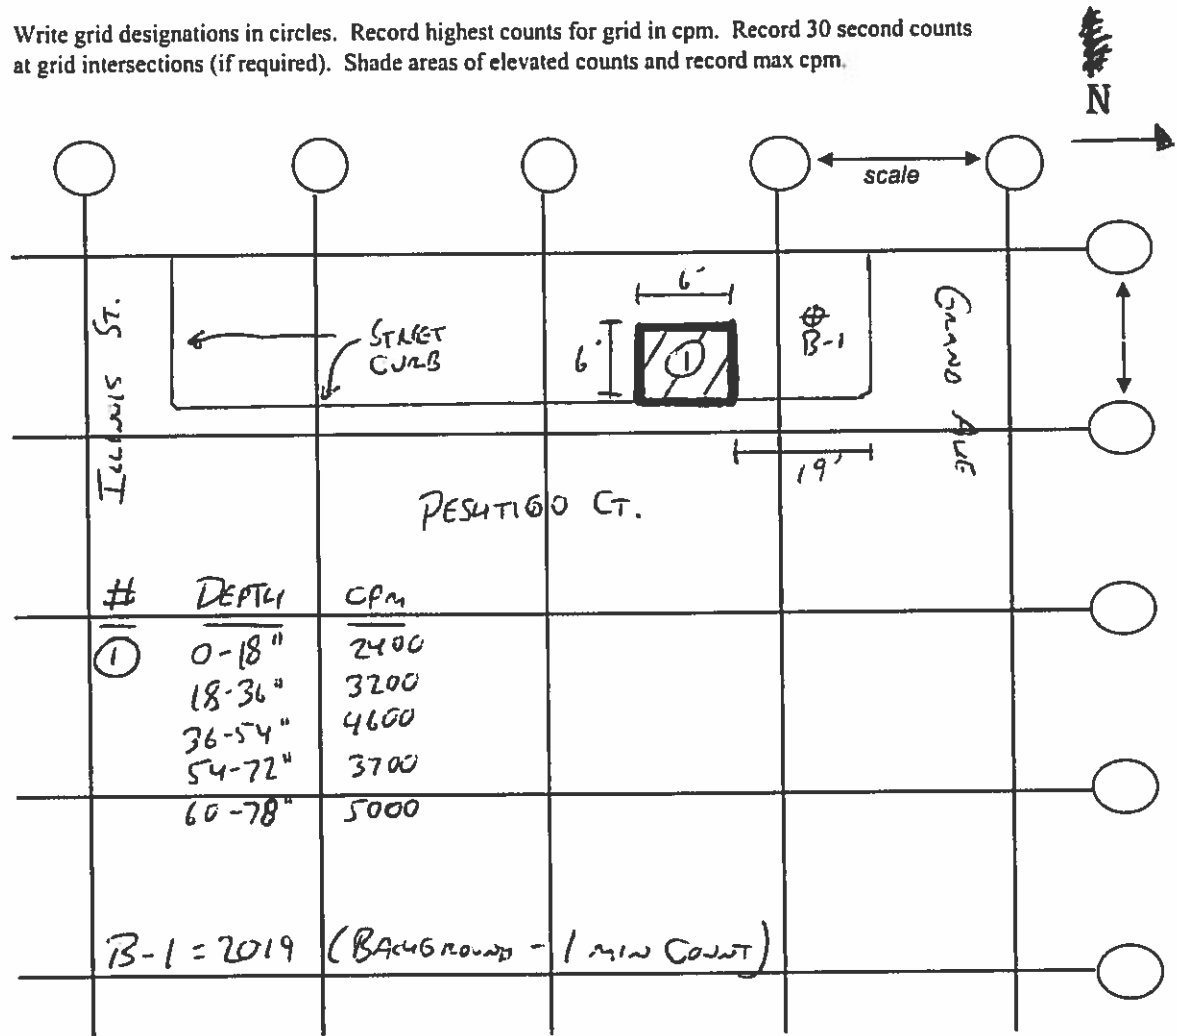 Write grid designations in circles. Record highest counts for grid in cpm. Record 30 second counts
at grid intersections (if required). Shade areas of elevated counts and record max cpm.
N
scale
ILLINIS ST.
STREET
CURB
6'
6'
1
B-1
GRAND AVE
19'
PESHTIGO CT.
# DEPTH CPM
1 0-18" 2400
18-36" 3200
36-54" 4600
54-72" 3700
60-78" 5000
B-1 = 2019 (BACKGROUND - 1 MIN COUNT)